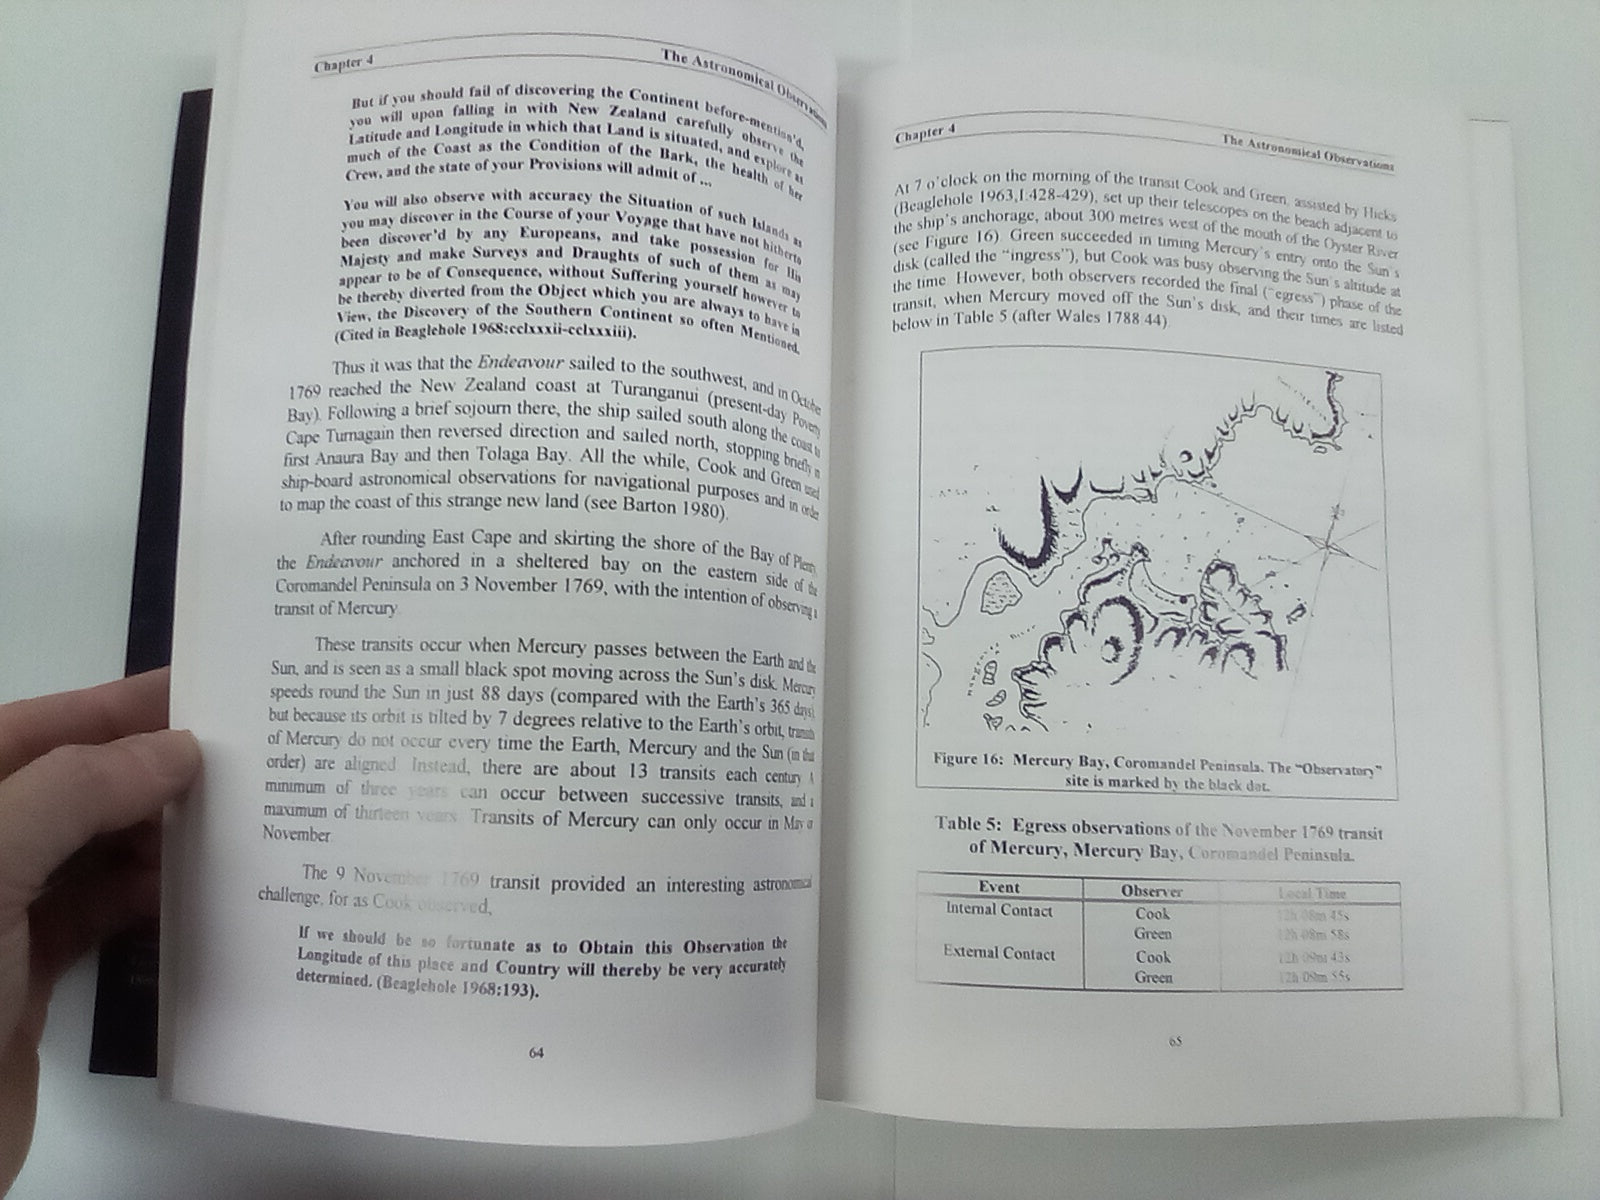 Chapter 4
The Astronomical Observations
But if you should fail of discovering the Continent before-mention'd,
you will upon falling in with New Zealand carefully observe the
Latitude and Longitude in which that Land is situated, and explore as
much of the Coast as the Condition of the Bark, the health of her
Crew, and the state of your Provisions will admit of ...
You will also observe with accuracy the Situation of such Islands as
you may discover in the Course of your Voyage that have not hitherto
been discover'd by any Europeans, and take possession for His
Majesty and make Surveys and Draughts of such of them as may
appear to be of Consequence, without Suffering yourself however to
be thereby diverted from the Object which you are always to have in
View, the Discovery of the Southern Continent so often Mentioned.
(Cited in Beaglehole 1968:cclxxxii-cclxxxiii).
Thus it was that the Endeavour sailed to the southwest, and in October
1769 reached the New Zealand coast at Turanganui (present-day Poverty
Bay). Following a brief sojourn there, the ship sailed south along the coast to
Cape Turnagain then reversed direction and sailed north, stopping briefly in
first Anaura Bay and then Tolaga Bay. All the while, Cook and Green used
ship-board astronomical observations for navigational purposes and in order
to map the coast of this strange new land (see Barton 1980).
After rounding East Cape and skirting the shore of the Bay of Plenty
the Endeavour anchored in a sheltered bay on the eastern side of the
Coromandel Peninsula on 3 November 1769, with the intention of observing a
transit of Mercury.
These transits occur when Mercury passes between the Earth and the
Sun, and is seen as a small black spot moving across the Sun's disk. Mercury
speeds round the Sun in just 88 days (compared with the Earth's 365 days),
but because its orbit is tilted by 7 degrees relative to the Earth's orbit, transits
of Mercury do not occur every time the Earth, Mercury and the Sun (in that
order) are aligned. Instead, there are about 13 transits each century. A
minimum of three years can occur between successive transits, and a
maximum of thirteen years. Transits of Mercury can only occur in May or
November.
The 9 November 1769 transit provided an interesting astronomical
challenge, for as Cook observed,
If we should be so fortunate as to Obtain this Observation the
Longitude of this place and Country will thereby be very accurately
determined. (Beaglehole 1968:193).
64
Chapter 4
The Astronomical Observations
At 7 o'clock on the morning of the transit Cook and Green, assisted by Hicks
(Beaglehole 1963,I:428-429), set up their telescopes on the beach adjacent to
the ship's anchorage, about 300 metres west of the mouth of the Oyster River
(see Figure 16). Green succeeded in timing Mercury's entry onto the Sun's
disk (called the "ingress"), but Cook was busy observing the Sun's altitude at
the time. However, both observers recorded the final ("egress") phase of the
transit, when Mercury moved off the Sun's disk, and their times are listed
below in Table 5 (after Wales 1788:44).
Figure 16: Mercury Bay, Coromandel Peninsula. The "Observatory"
site is marked by the black dot.
Table 5: Egress observations of the November 1769 transit
of Mercury, Mercury Bay, Coromandel Peninsula.
Event Observer Local Time
Internal Contact Cook 12h 08m 45s
Green 12h 08m 58s
External Contact Cook 12h 09m 43s
Green 12h 09m 55s
65